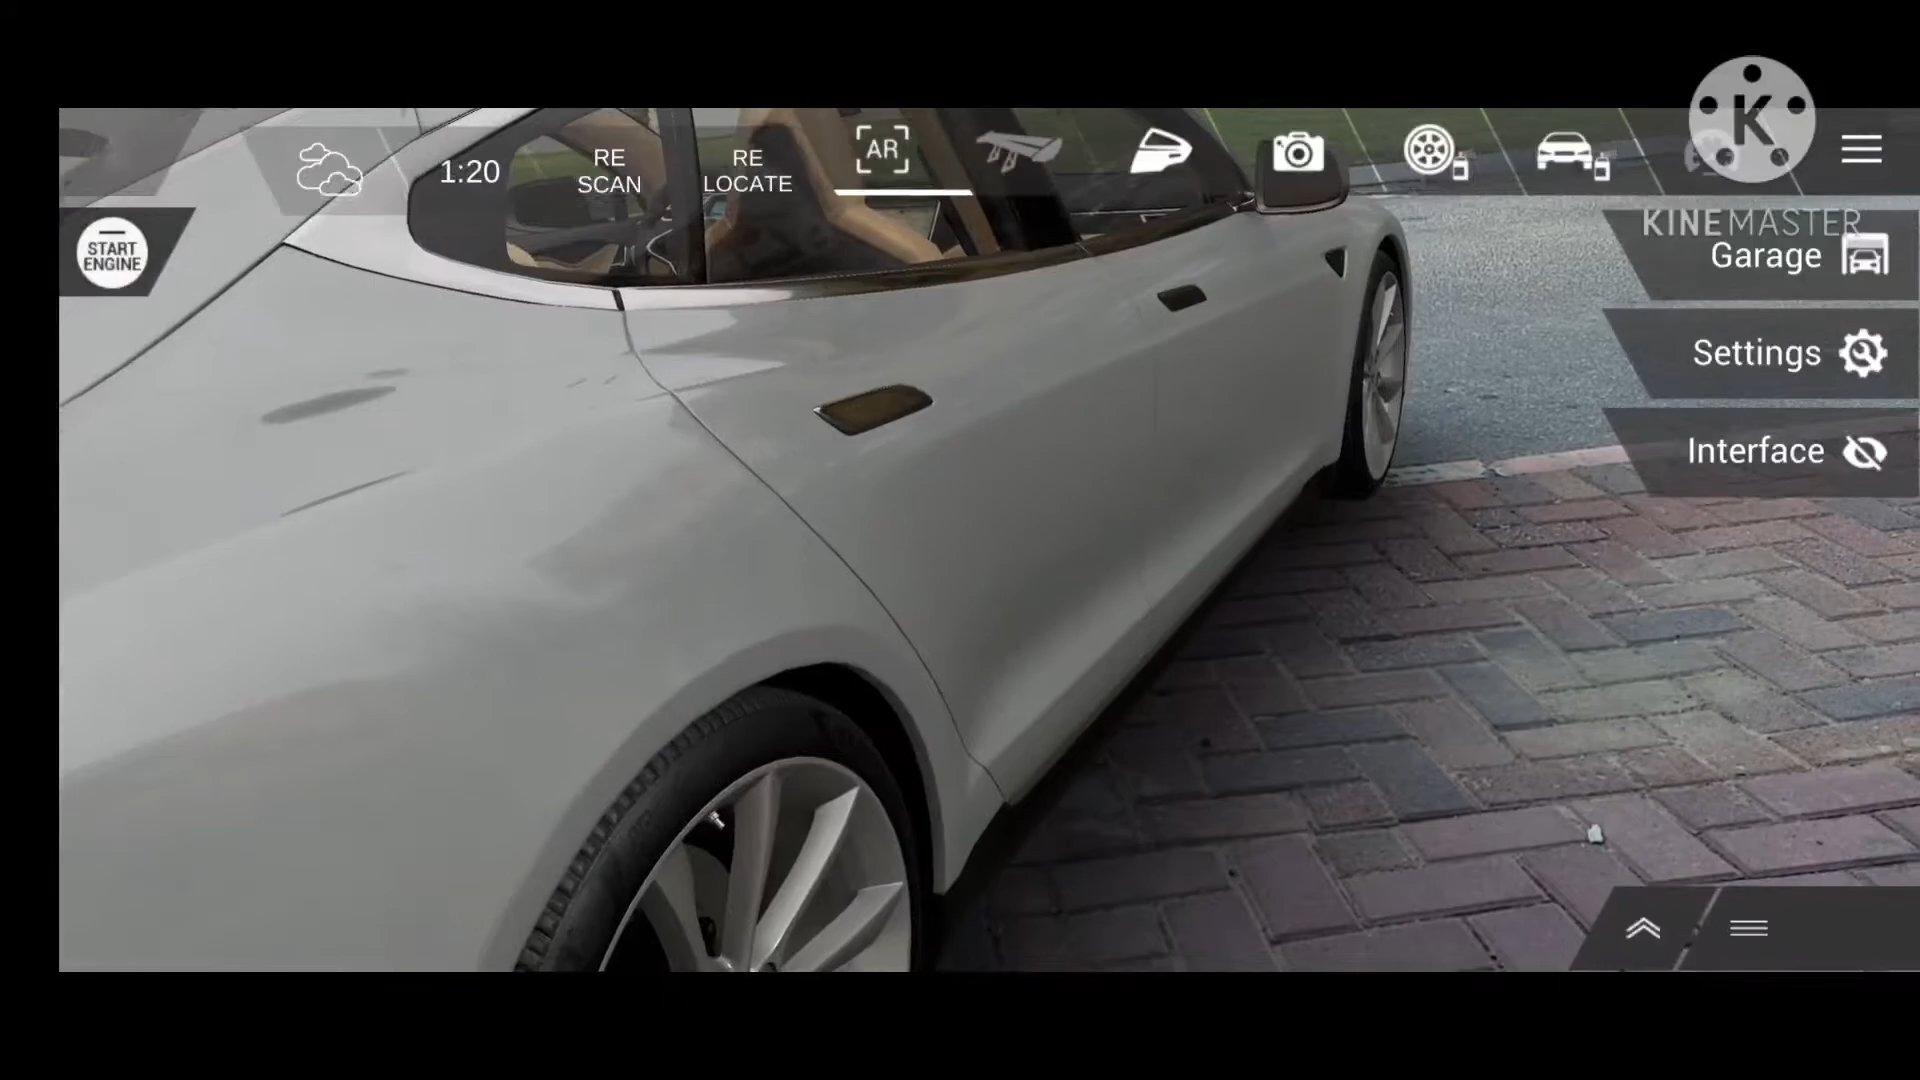 K
KINEMASTER
1:20
RE
SCAN
RE
LOCATE
AR
START
ENGINE
Garage
Settings
Interface